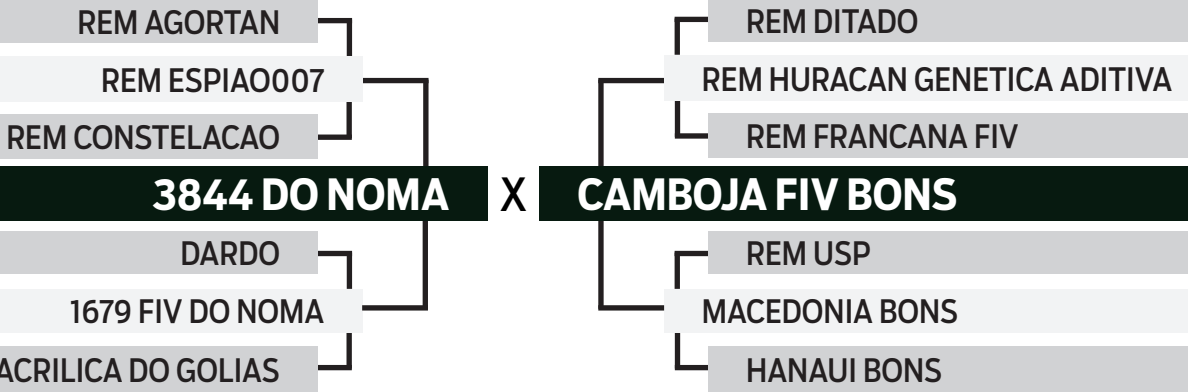 REM AGORTAN
REM ESPIAO007
REM CONSTELACAO
3844 DO NOMA
DARDO
1679 FIV DO NOMA
ACRILICA DO GOLIAS
X
REM DITADO
REM HURACAN GENETICA ADITIVA
REM FRANCANA FIV
CAMBOJA FIV BONS
REM USP
MACEDONIA BONS
HANAUI BONS